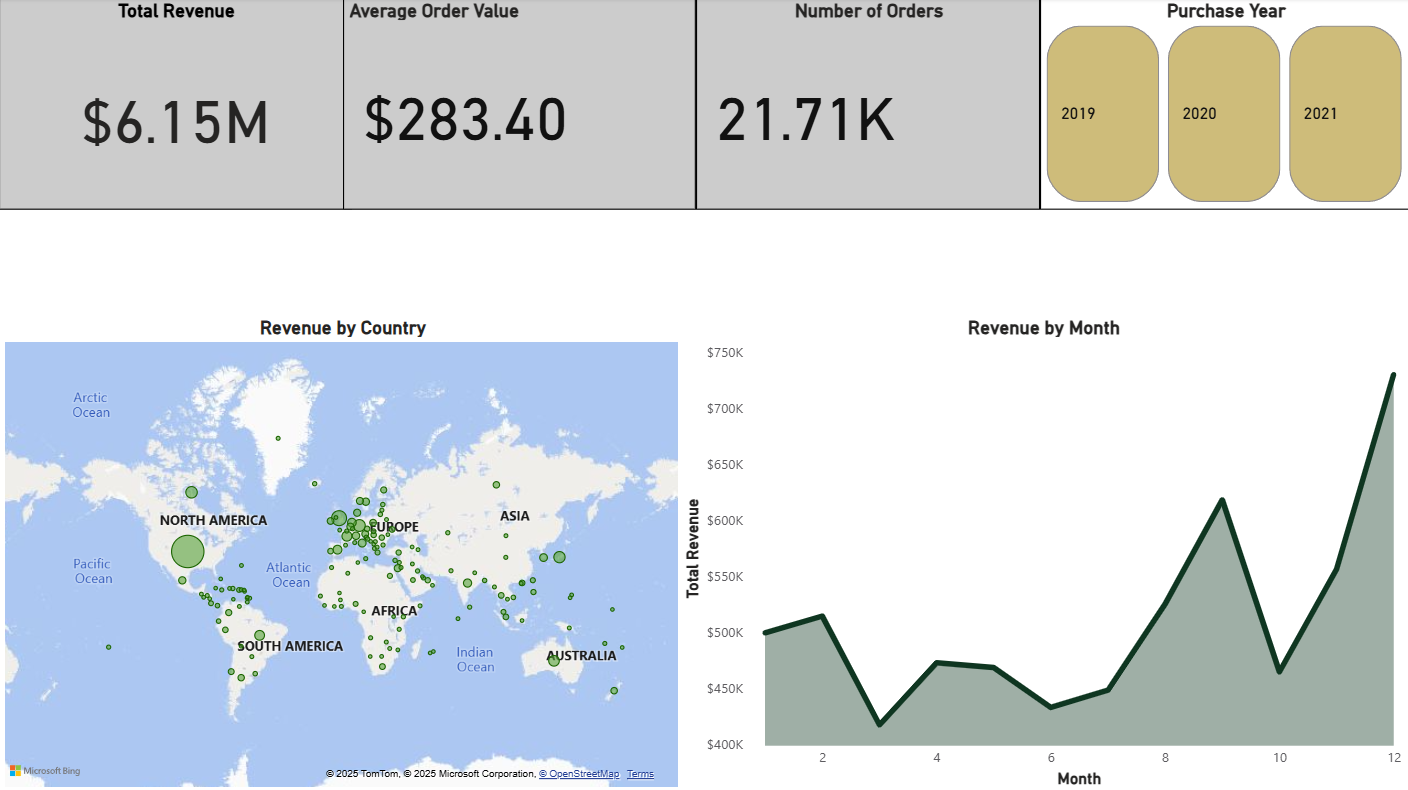 Total Revenue
Average Order Value
Number of Orders
Purchase Year
$6.15M
$283.40
21.71K
2019
2020
2021
Revenue by Country
Arctic
Ocean
NORTH AMERICA
EUROPE
ASIA
Pacific
Ocean
Atlantic
Ocean
AFRICA
SOUTH AMERICA
Indian
Ocean
AUSTRALIA
Microsoft Bing
© 2025 TomTom, © 2025 Microsoft Corporation, © OpenStreetMap Terms
Revenue by Month
Total Revenue
$750K
$700K
$650K
$600K
$550K
$500K
$450K
$400K
2 4 6 8 10 12
Month